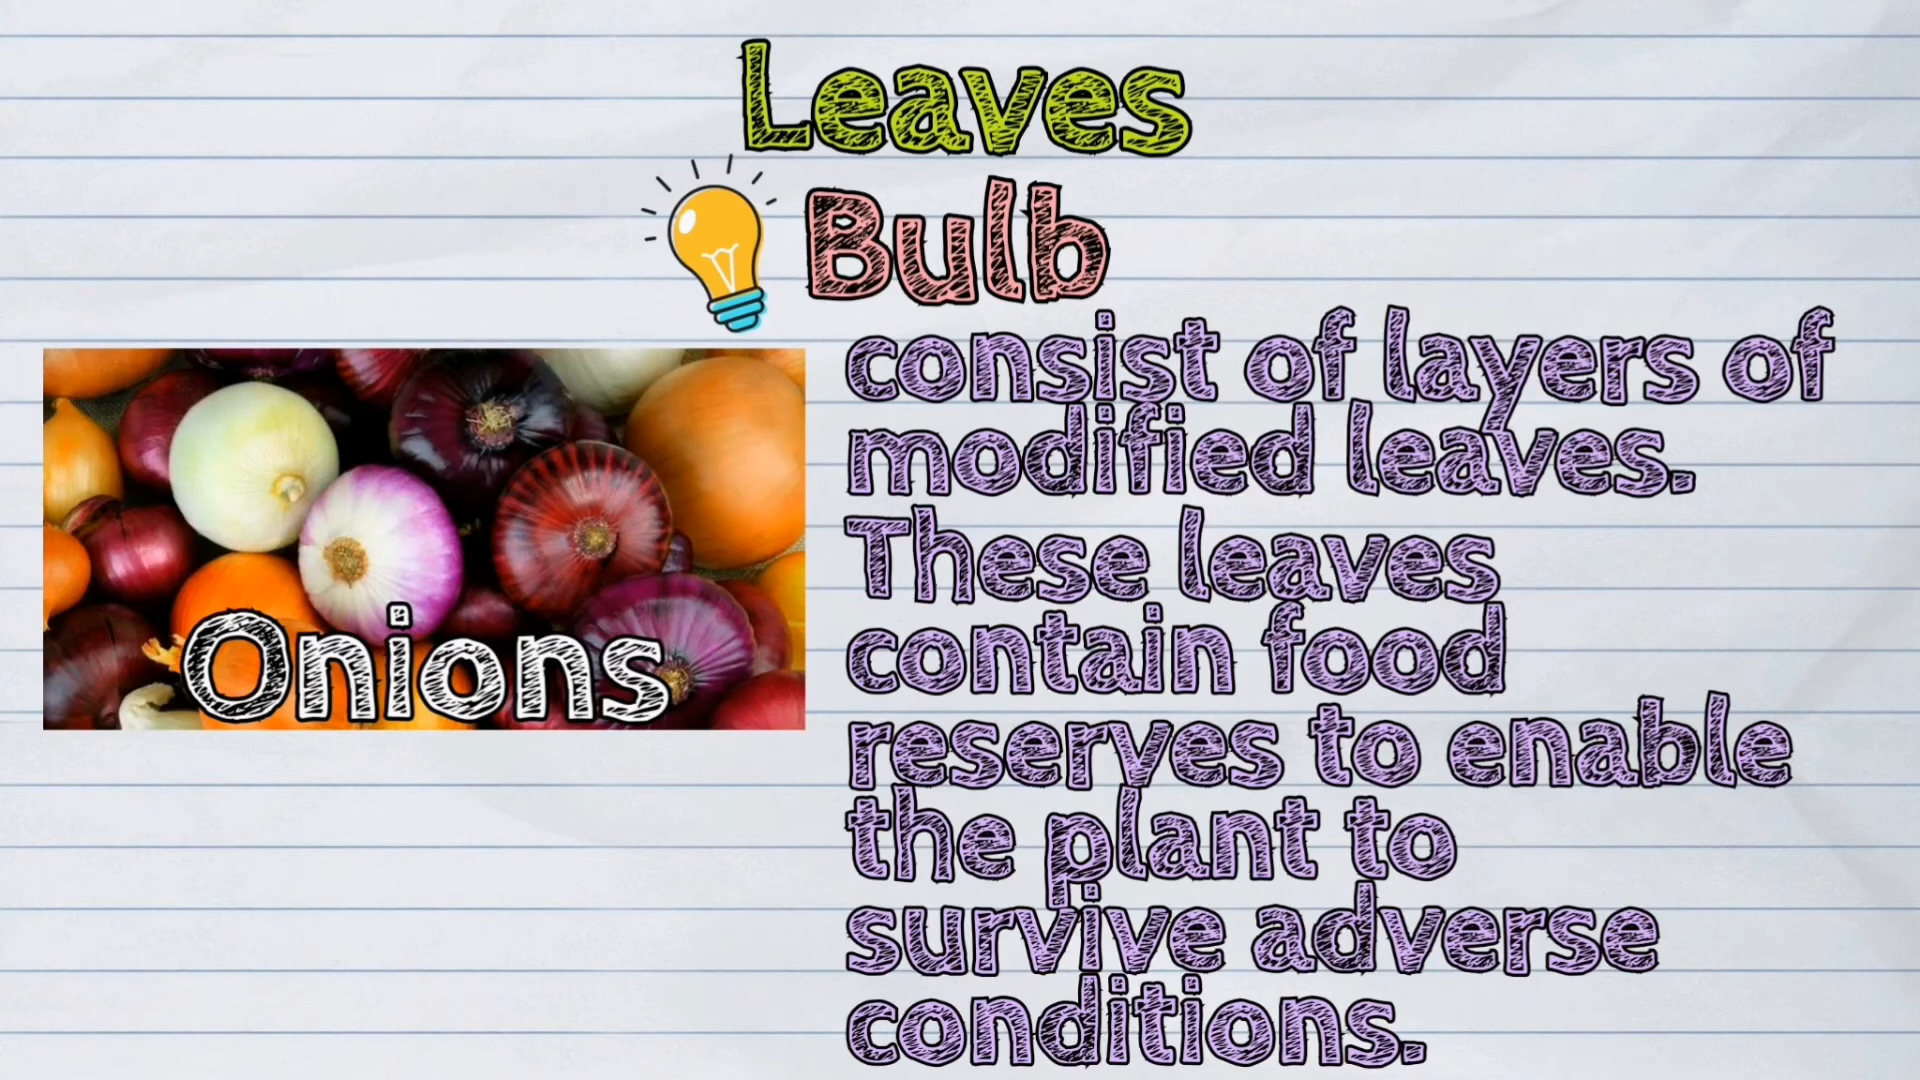 Leaves
Bulb
consist of layers of
modified leaves.
These leaves
contain food
reserves to enable
the plant to
survive adverse
conditions.
Onions